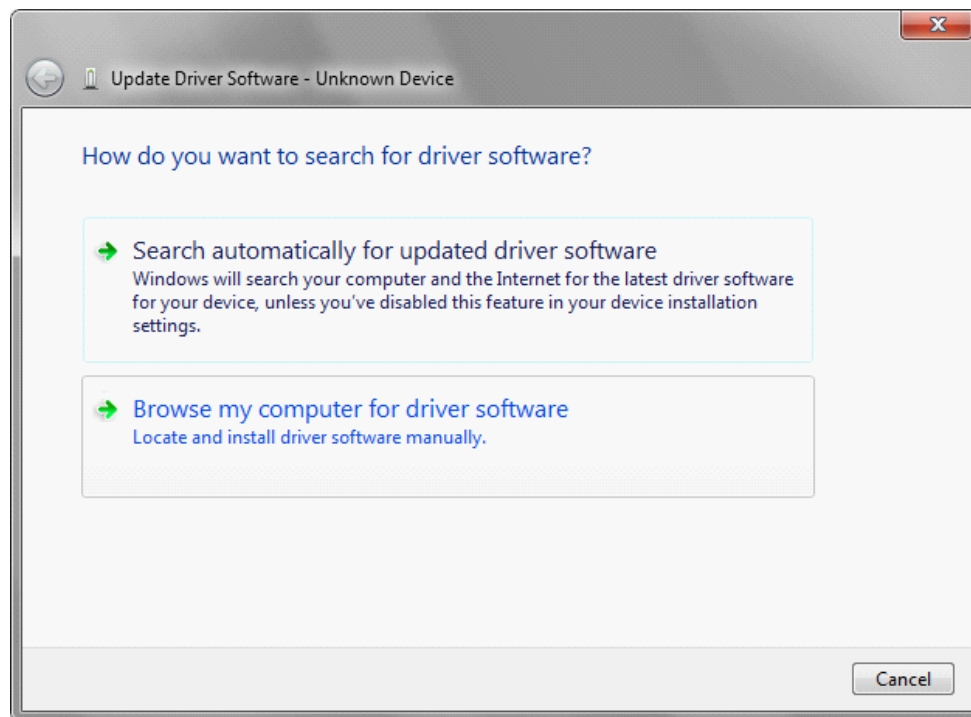 Update Driver Software - Unknown Device
How do you want to search for driver software?
Search automatically for updated driver software
Windows will search your computer and the Internet for the latest driver software
for your device, unless you've disabled this feature in your device installation
settings.
Browse my computer for driver software
Locate and install driver software manually.
Cancel